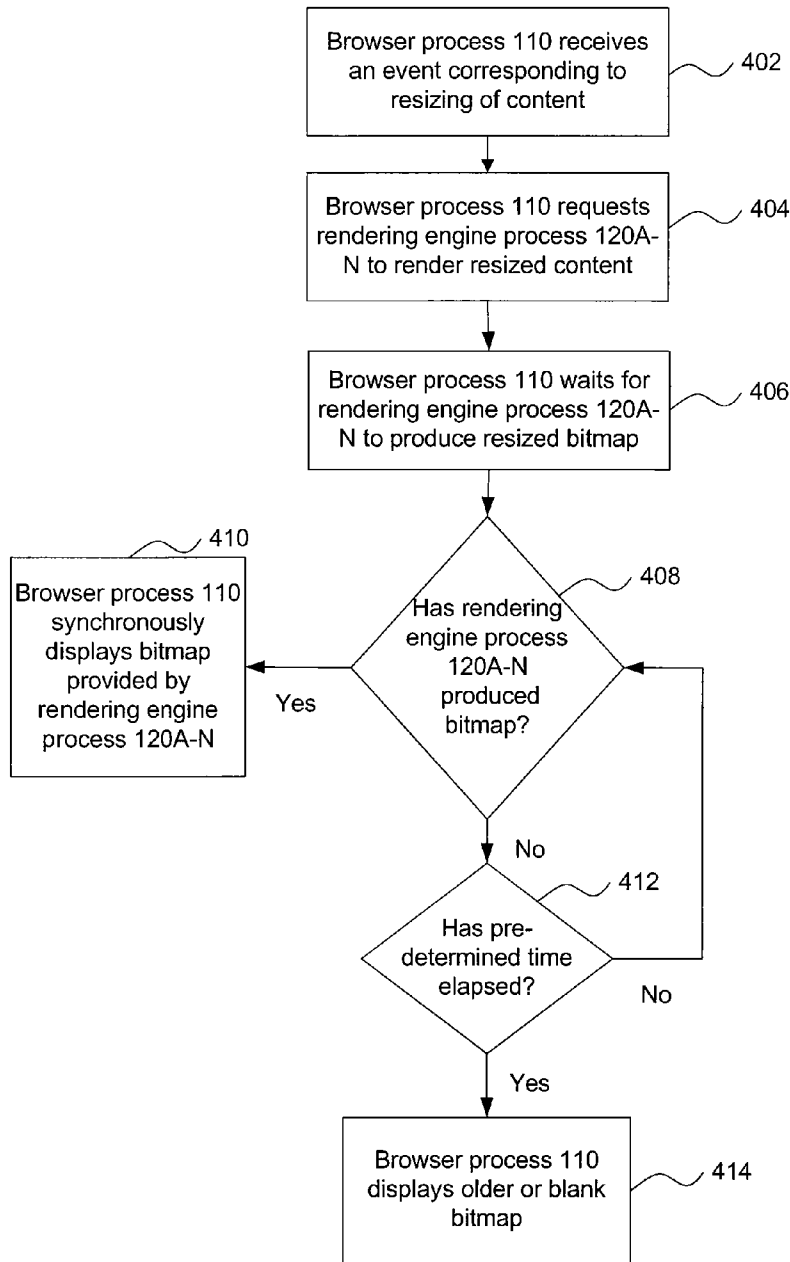 Browser process 110 receives
an event corresponding to
resizing of content
402
Browser process 110 requests
rendering engine process 120A-
N to render resized content
404
Browser process 110 waits for
rendering engine process 120A-
N to produce resized bitmap
406
410
Browser process 110
synchronously
displays bitmap
provided by
rendering engine
process 120A-N
Yes
408
Has rendering
engine process
120A-N
produced
bitmap?
No
412
Has pre-
determined time
elapsed?
No
Yes
Browser process 110
displays older or blank
bitmap
414